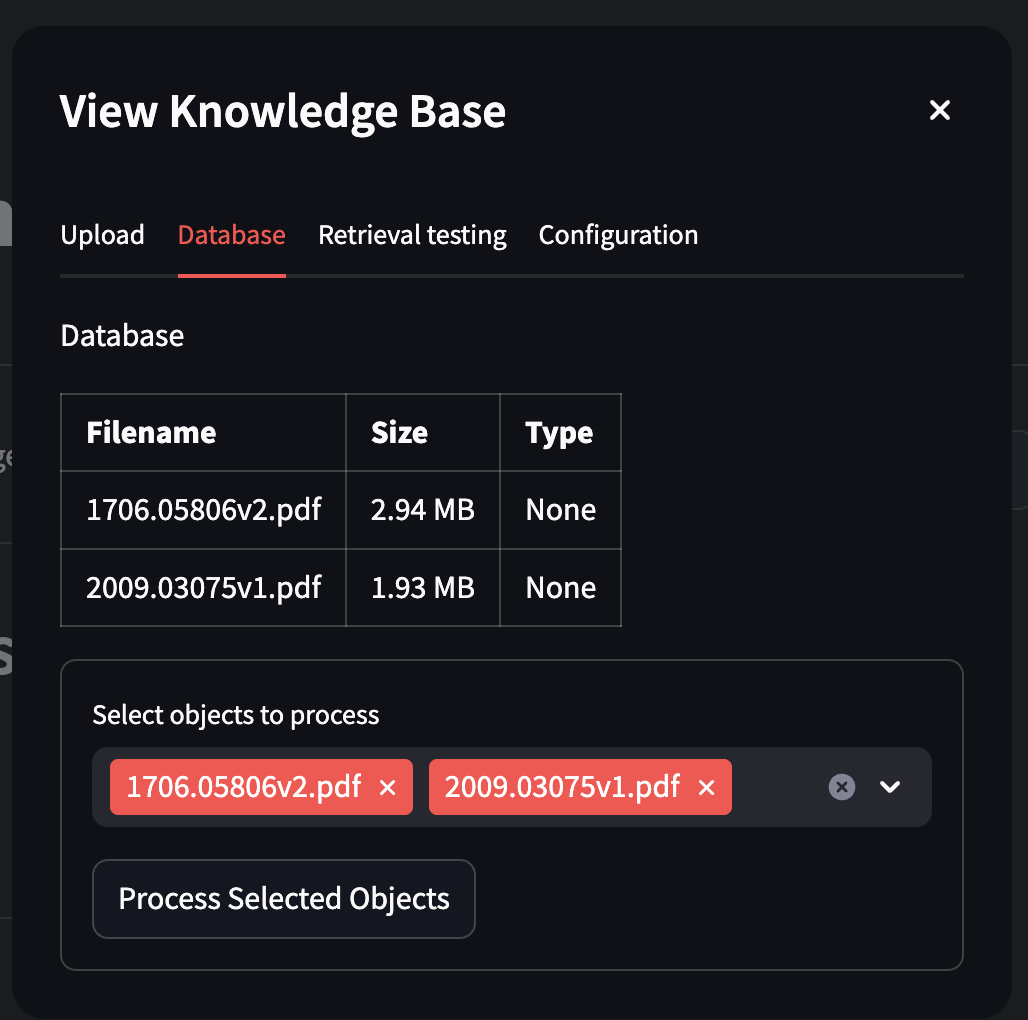 View Knowledge Base
Upload Database Retrieval testing Configuration
Database
Filename Size Type
1706.05806v2.pdf 2.94 MB None
2009.03075v1.pdf 1.93 MB None
Select objects to process
1706.05806v2.pdf 2009.03075v1.pdf
Process Selected Objects